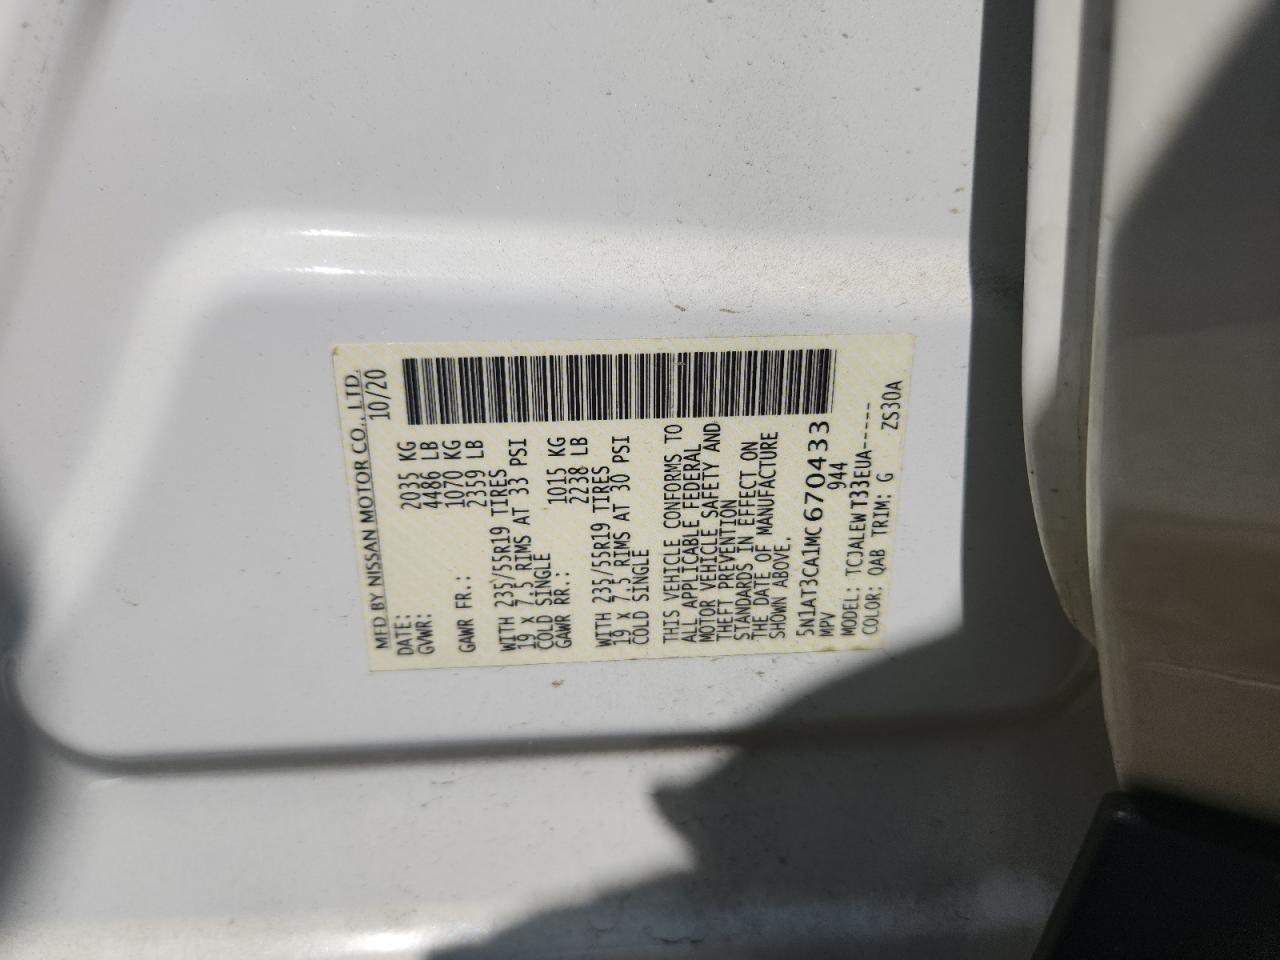 MFD BY NISSAN MOTOR CO., LTD.
DATE: 10/20
GVWR: 2035 KG
4486 LB
GAWR FR.: 1070 KG
2359 LB
WITH 235/55R19 TIRES
19 X 7.5 RIMS AT 33 PSI
COLD SINGLE
GAWR RR.: 1015 KG
2238 LB
WITH 235/55R19 TIRES
19 X 7.5 RIMS AT 30 PSI
COLD SINGLE
THIS VEHICLE CONFORMS TO
ALL APPLICABLE FEDERAL
MOTOR VEHICLE SAFETY AND
THEFT PREVENTION
STANDARDS IN EFFECT ON
THE DATE OF MANUFACTURE
SHOWN ABOVE.
5N1AT3CA1MC670433
MPV 944
MODEL: TCJALEWT33EUA-----
COLOR: QAB TRIM: G ZS30A